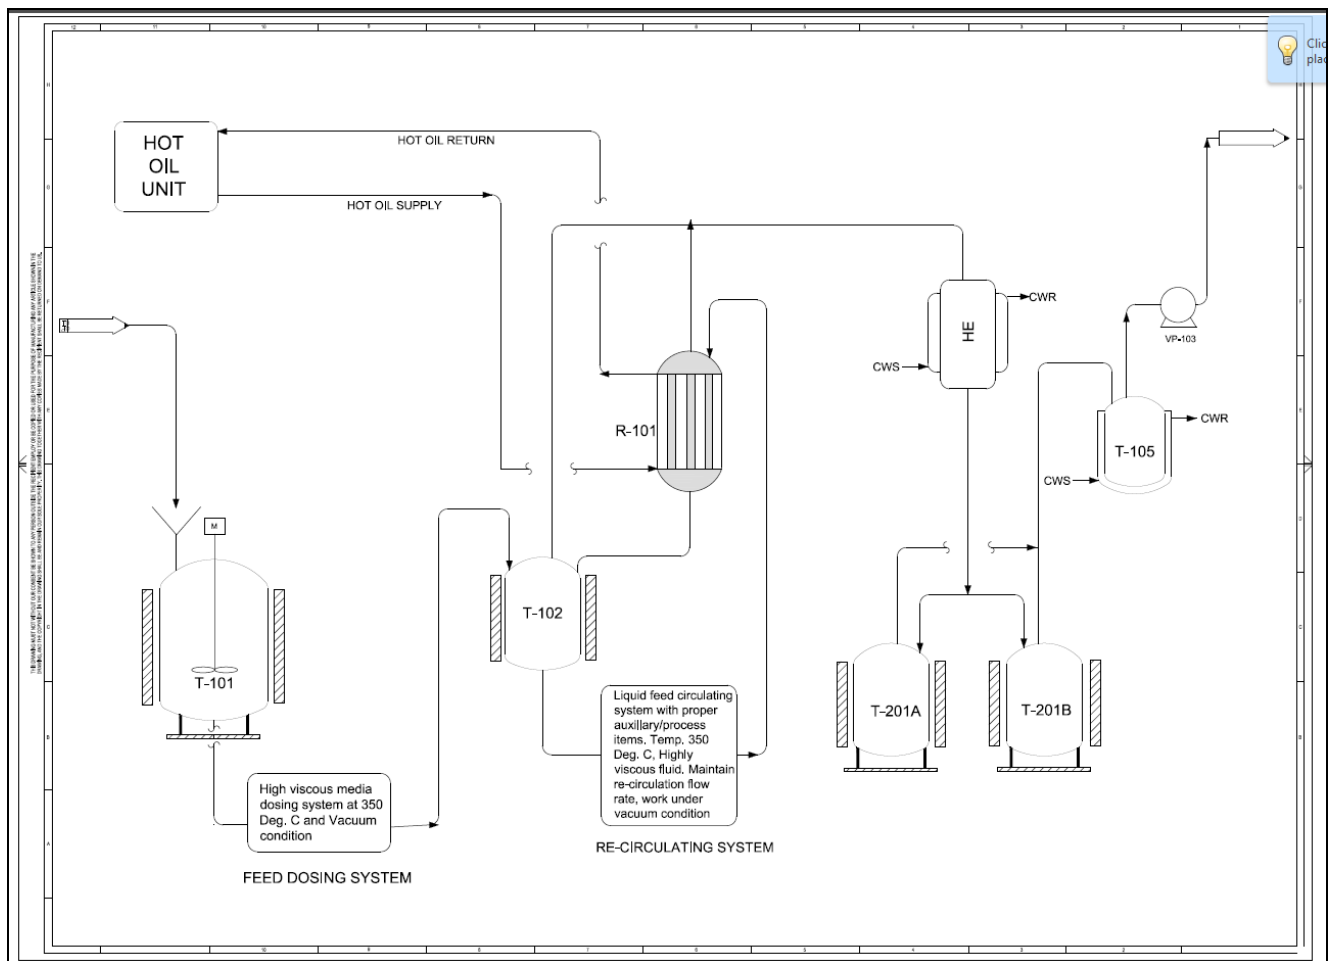 Clic
plac
HOT
OIL
UNIT
HOT OIL RETURN
HOT OIL SUPPLY
HE
CWR
CWS
VP-103
R-101
T-105
CWR
CWS
M
T-101
T-102
T-201A
T-201B
High viscous media
dosing system at 350
Deg. C and Vacuum
condition
FEED DOSING SYSTEM
Liquid feed circulating
system with proper
auxillary/process
items. Temp. 350
Deg. C, Highly
viscous fluid. Maintain
re-circulation flow
rate, work under
vacuum condition
RE-CIRCULATING SYSTEM